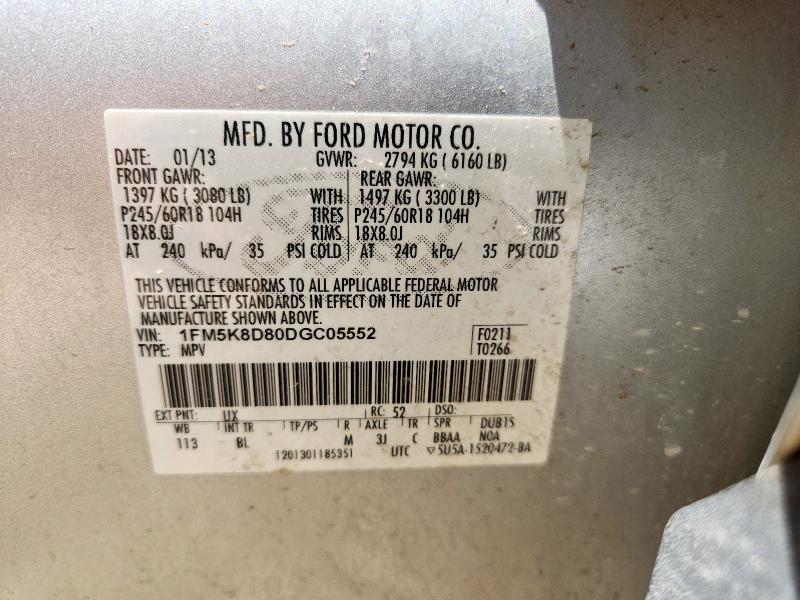 MFD. BY FORD MOTOR CO.
DATE: 01/13 GVWR: 2794 KG ( 6160 LB)
FRONT GAWR: REAR GAWR:
1397 KG ( 3080 LB) WITH 1497 KG ( 3300 LB) WITH
P245/60R18 104H TIRES P245/60R18 104H TIRES
18X8.0J RIMS 18X8.0J RIMS
AT 240 kPa/ 35 PSI COLD AT 240 kPa/ 35 PSI COLD
THIS VEHICLE CONFORMS TO ALL APPLICABLE FEDERAL MOTOR
VEHICLE SAFETY STANDARDS IN EFFECT ON THE DATE OF
MANUFACTURE SHOWN ABOVE.
VIN: 1FM5K8D80DGC05552 F0211
TYPE: MPV T0266
EXT PNT: UX RC: 52 DSO:
WB INT TR TP/PS R AXLE TR SPR DUB1S
113 BL M 3J C BBAA NOA
1201301185351 UTC ▽5U5A-1520472-BA